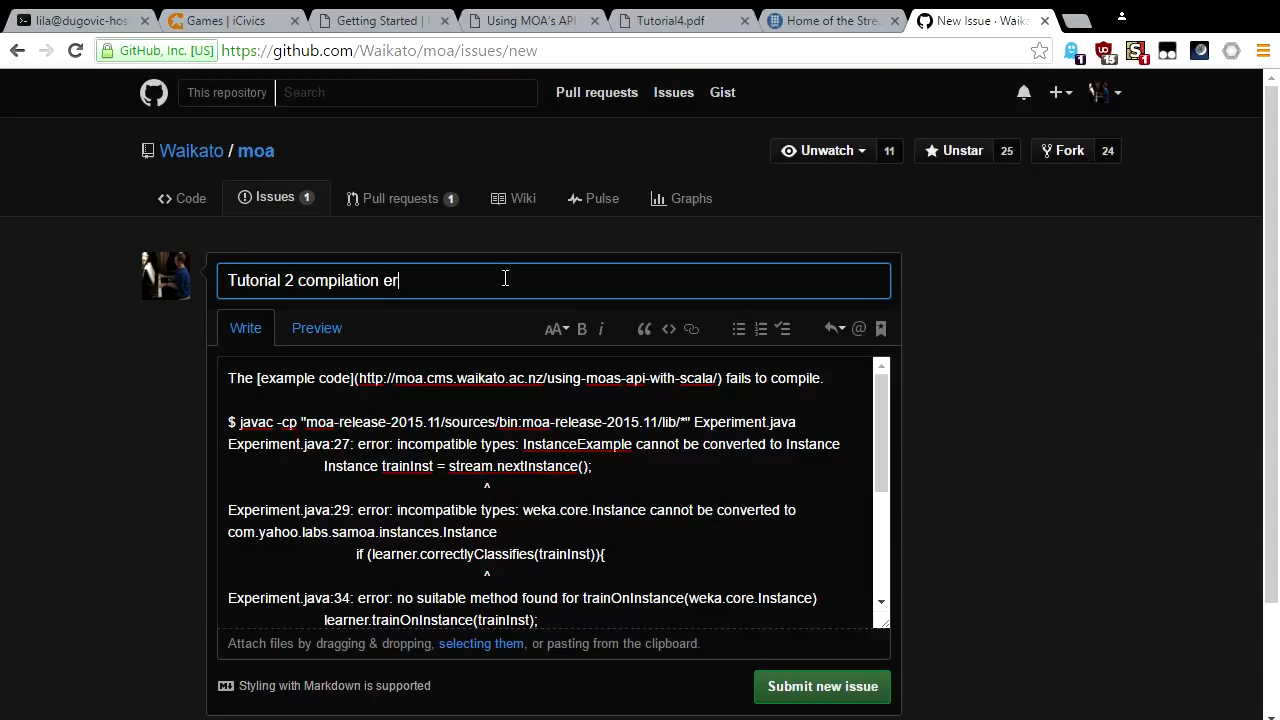 lila@dugovic-hos
Games | iCivics
Getting Started |
Using MOA's API
Tutorial4.pdf
Home of the Stre
New Issue · Waik
GitHub, Inc. [US]
https://github.com/Waikato/moa/issues/new
1
15
1
This repository
Search
Pull requests
Issues
Gist
Waikato / moa
Unwatch
11
Unstar
25
Fork
24
Code
Issues 1
Pull requests 1
Wiki
Pulse
Graphs
Tutorial 2 compilation er
Write
Preview
AA B i
The [example code](http://moa.cms.waikato.ac.nz/using-moas-api-with-scala/) fails to compile.
$ javac -cp "moa-release-2015.11/sources/bin:moa-release-2015.11/lib/*" Experiment.java
Experiment.java:27: error: incompatible types: InstanceExample cannot be converted to Instance
Instance trainInst = stream.nextInstance();
^
Experiment.java:29: error: incompatible types: weka.core.Instance cannot be converted to
com.yahoo.labs.samoa.instances.Instance
if (learner.correctlyClassifies(trainInst)){
^
Experiment.java:34: error: no suitable method found for trainOnInstance(weka.core.Instance)
learner.trainOnInstance(trainInst);
Attach files by dragging & dropping, selecting them, or pasting from the clipboard.
Styling with Markdown is supported
Submit new issue